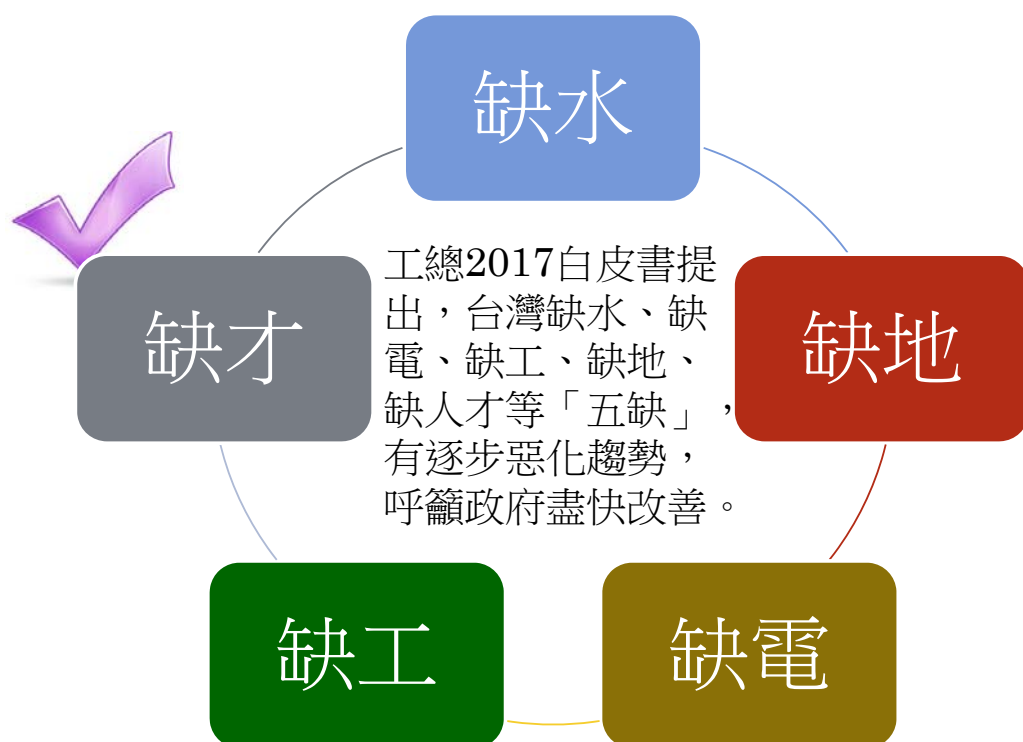 缺水
缺才
工總2017白皮書提
出，台灣缺水、缺
電、缺工、缺地、
缺人才等「五缺」，
有逐步惡化趨勢，
呼籲政府盡快改善。
缺地
缺工
缺電